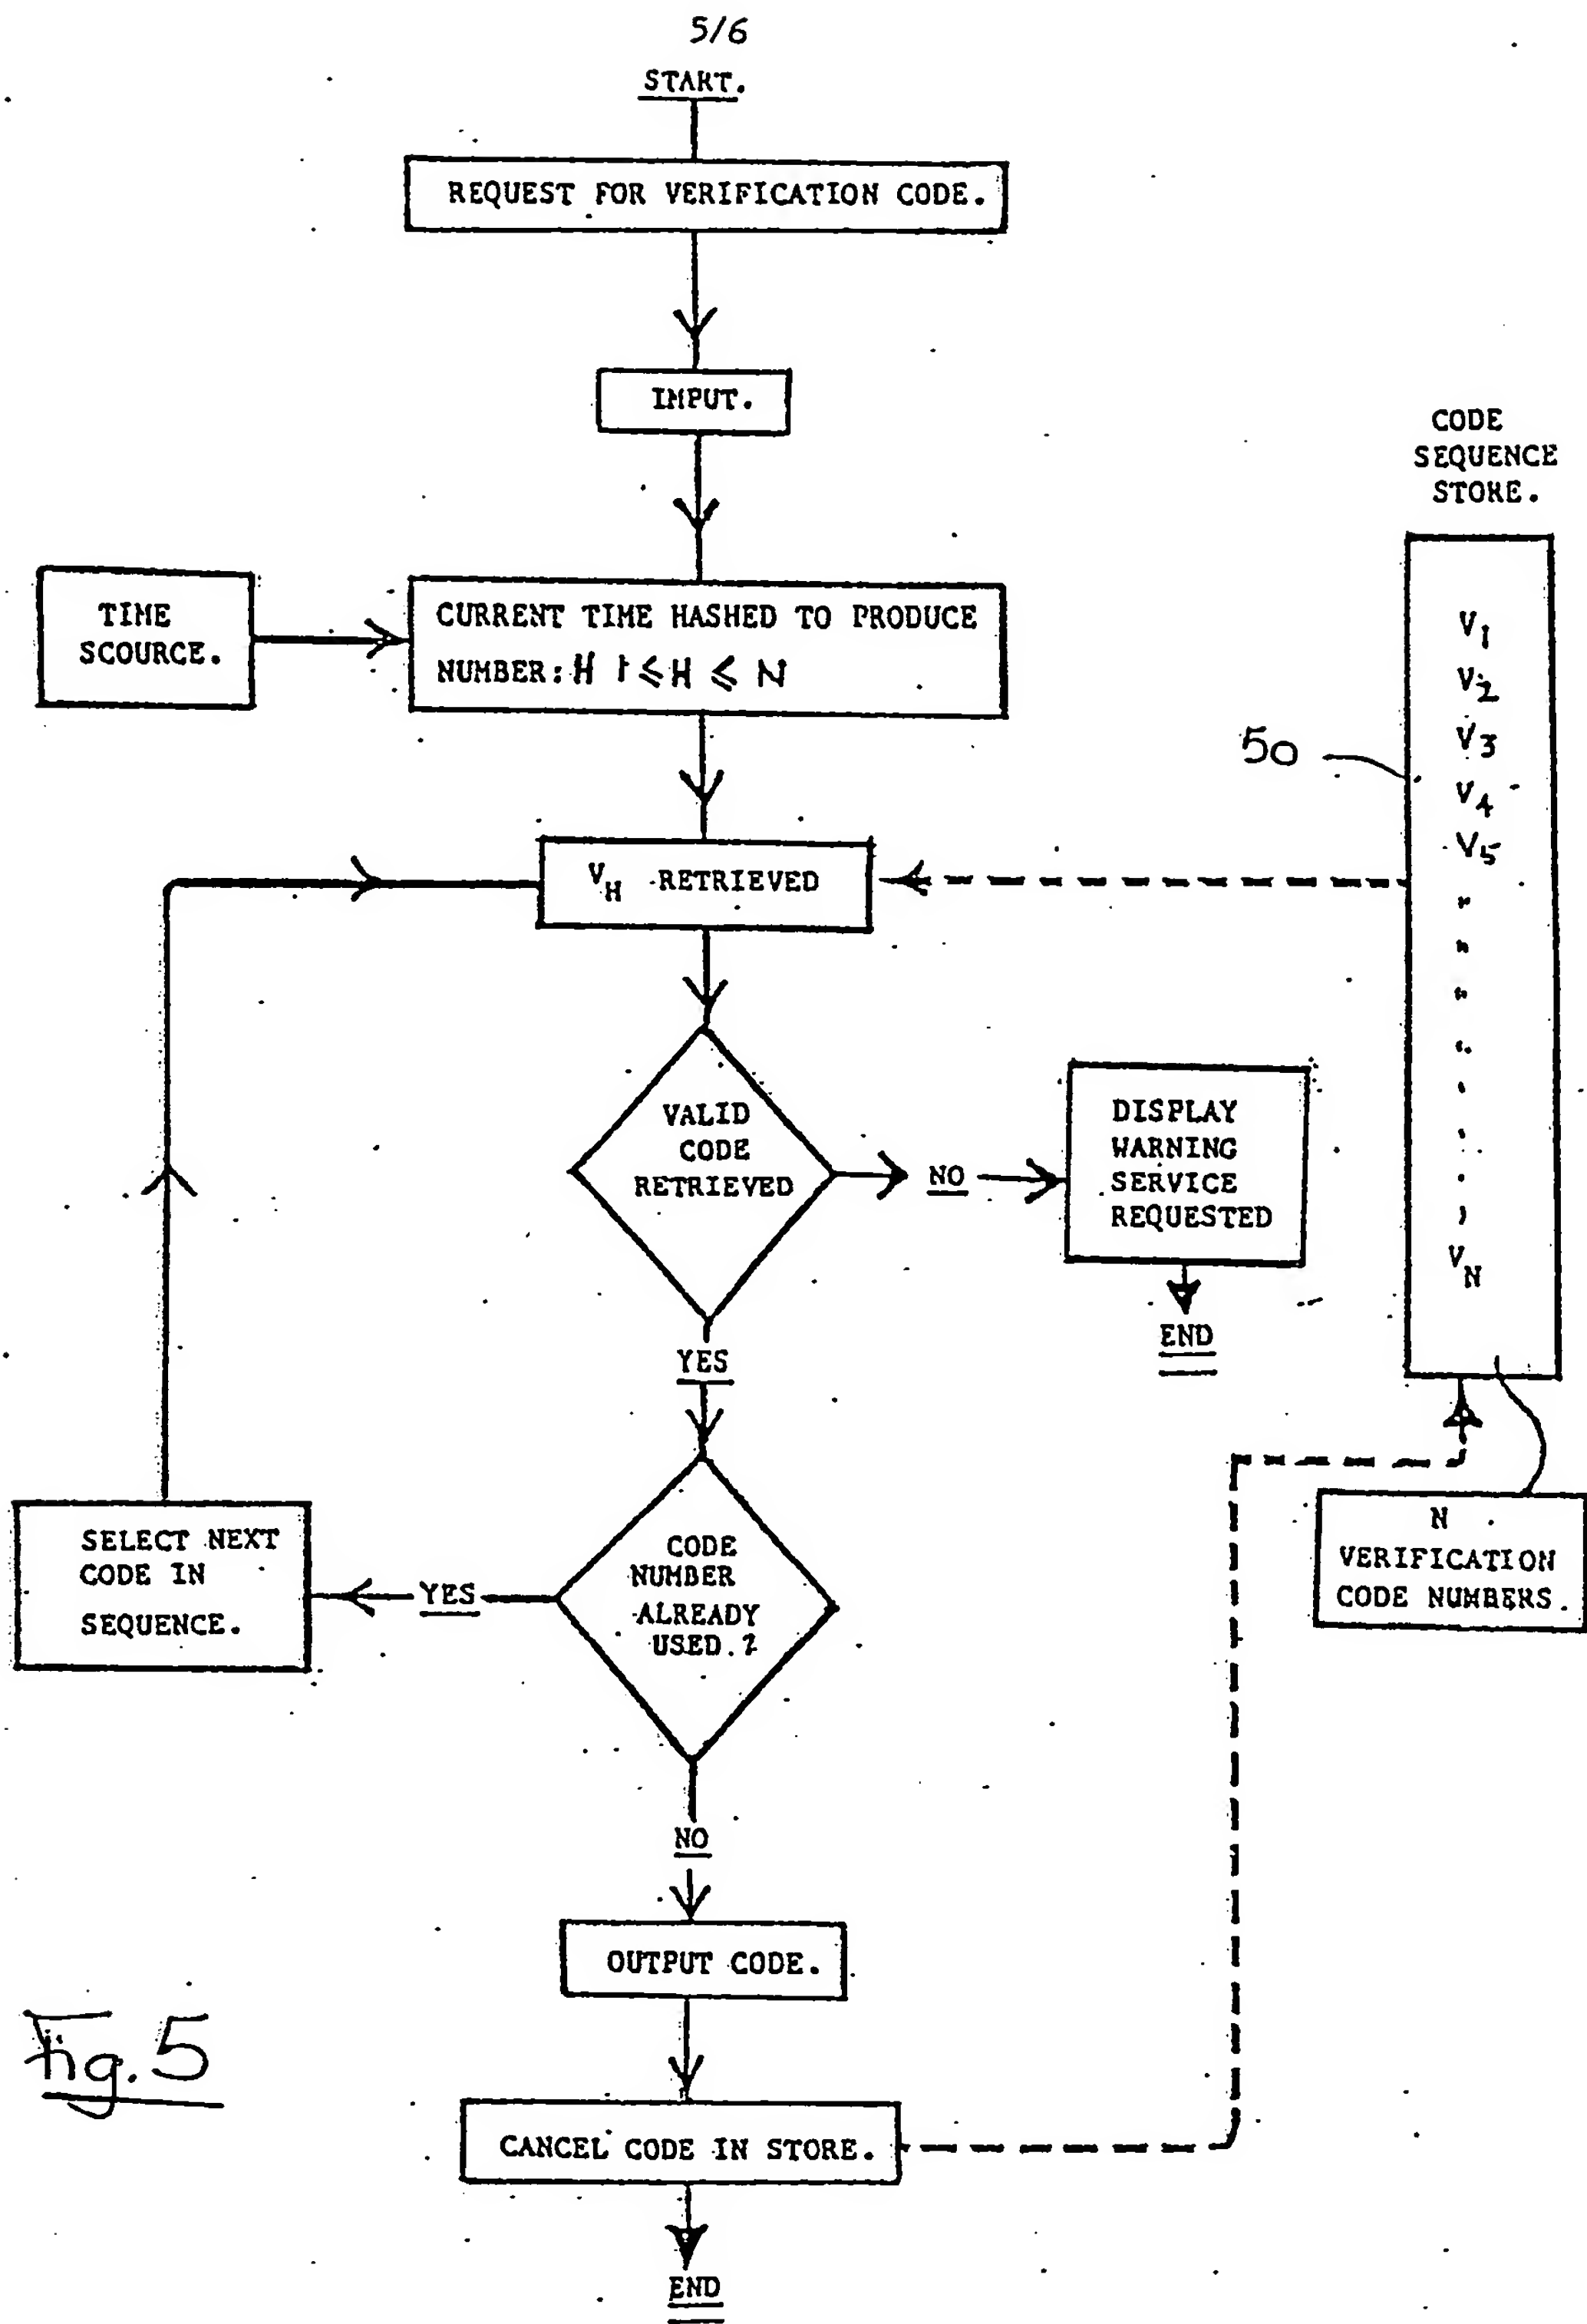 5/6
START.
REQUEST FOR VERIFICATION CODE.
INPUT.
CODE
SEQUENCE
STORE.
TIME
SCOURCE.
CURRENT TIME HASHED TO PRODUCE
NUMBER: H 1 ≤ H ≤ N
V1
V2
V3
V4
V5
VN
50
VH RETRIEVED
VALID
CODE
RETRIEVED
NO
DISPLAY
WARNING
SERVICE
REQUESTED
END
YES
SELECT NEXT
CODE IN
SEQUENCE.
YES
CODE
NUMBER
ALREADY
USED.?
N
VERIFICATION
CODE NUMBERS.
NO
OUTPUT CODE.
Fig. 5
CANCEL CODE IN STORE.
END